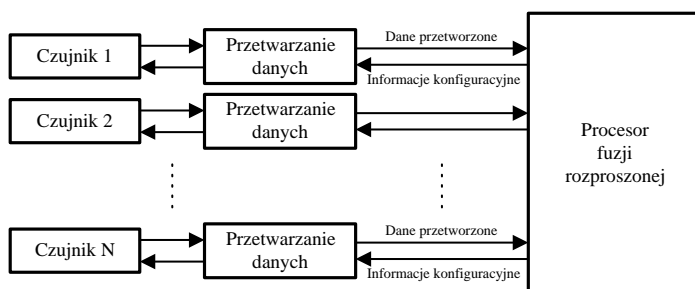 Czujnik 1
Przetwarzanie
danych
Dane przetworzone
Informacje konfiguracyjne
Czujnik 2
Przetwarzanie
danych
Procesor
fuzji
rozproszonej
Czujnik N
Przetwarzanie
danych
Dane przetworzone
Informacje konfiguracyjne